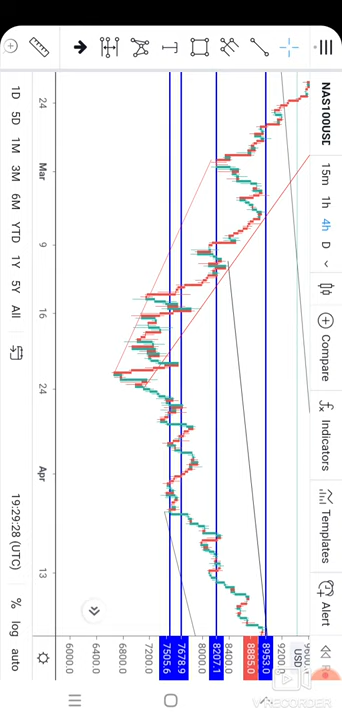 NAS100USD
15m 1h 4h D
Compare
Indicators
Templates
Alert
USD
9200.0
8953.0
8885.0
8400.0
8207.1
8000.0
7678.9
7505.6
7200.0
6800.0
6400.0
6000.0
24 Mar 9 16 24 Apr 13
1D 5D 1M 3M 6M YTD 1Y 5Y All
19:29:28 (UTC) % log auto
RECORDER